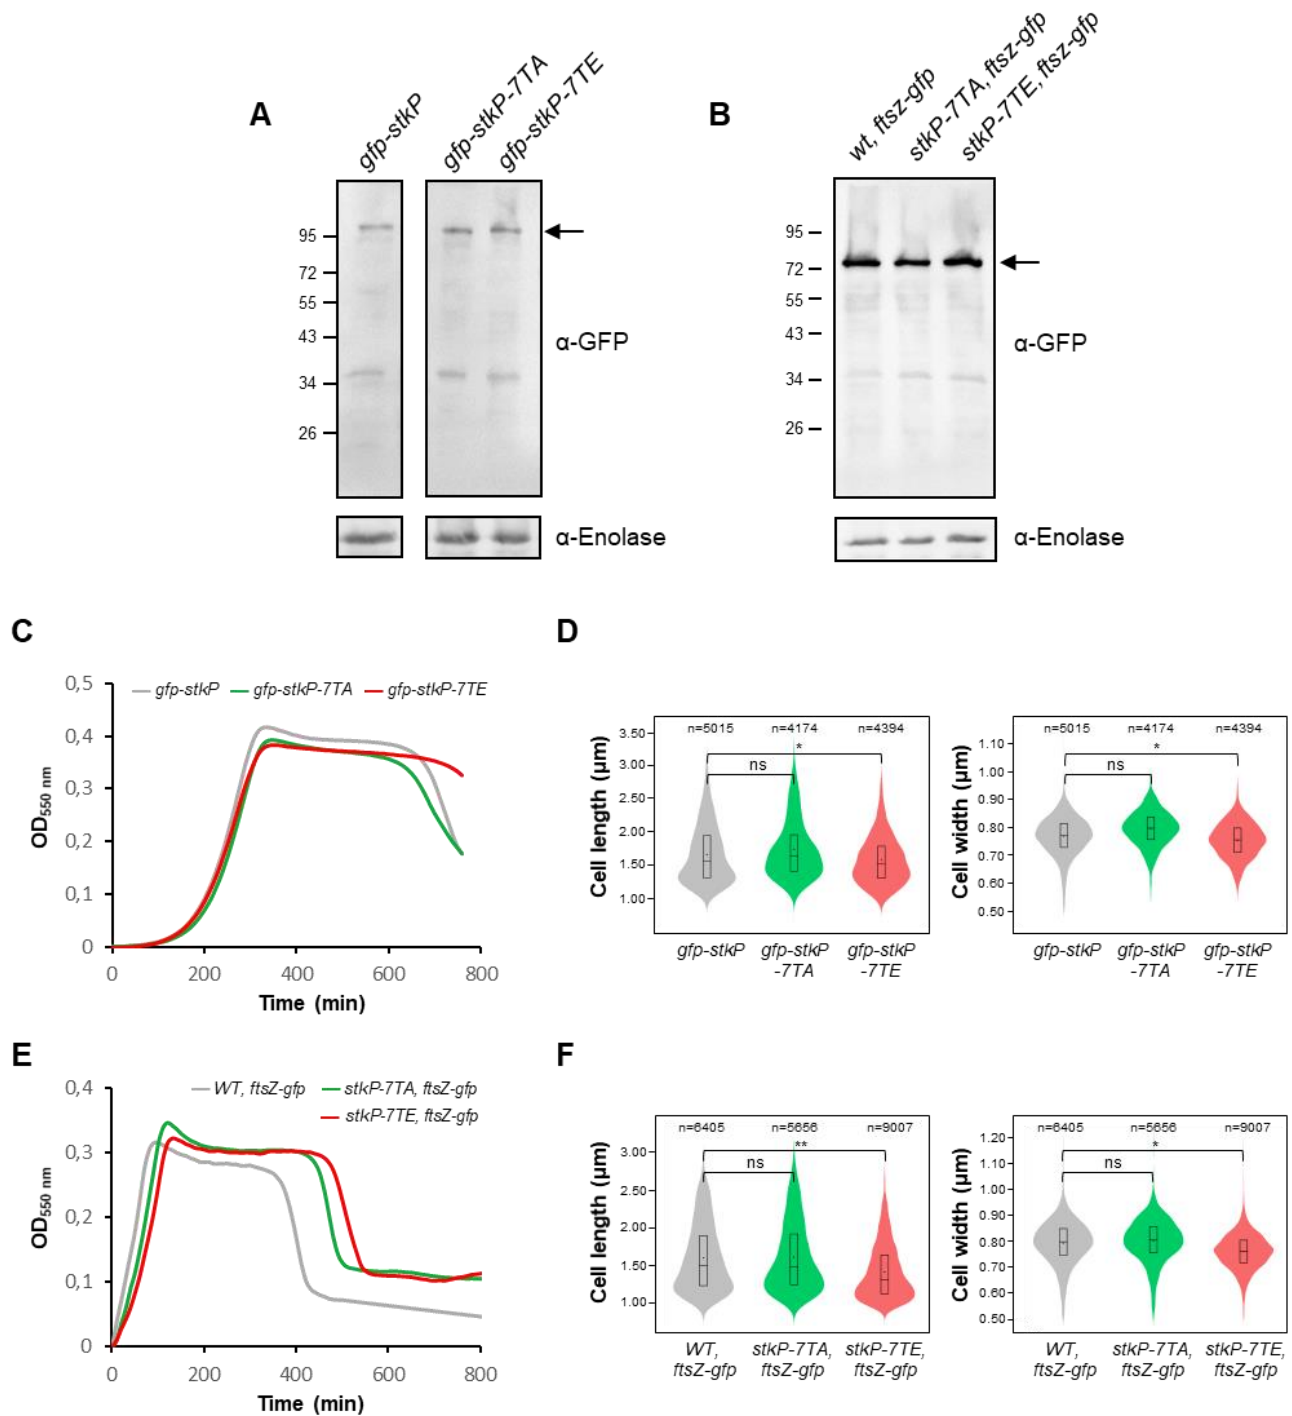 A
gfp-stkP
gfp-stkP-7TA
gfp-stkP-7TE
95
72
55
43
34
26
α-GFP
α-Enolase
B
wt, ftsz-gfp
stkP-7TA, ftsz-gfp
stkP-7TE, ftsz-gfp
95
72
55
43
34
26
α-GFP
α-Enolase
C
0,5
0,4
0,3
0,2
0,1
0
OD550 nm
gfp-stkP gfp-stkP-7TA gfp-stkP-7TE
0 200 400 600 800
Time (min)
D
Cell length (µm)
3.50
3.00
2.50
2.00
1.50
1.00
n=5015 n=4174 n=4394
*
ns
gfp-stkP gfp-stkP gfp-stkP
-7TA -7TE
Cell width (µm)
1.10
1.00
0.90
0.80
0.70
0.60
0.50
n=5015 n=4174 n=4394
*
ns
gfp-stkP gfp-stkP gfp-stkP
-7TA -7TE
E
0,4
0,3
0,2
0,1
0
OD550 nm
WT, ftsZ-gfp stkP-7TA, ftsZ-gfp
stkP-7TE, ftsZ-gfp
0 200 400 600 800
Time (min)
F
Cell length (µm)
3.00
2.50
2.00
1.50
1.00
n=6405 n=5656 n=9007
**
ns
WT, stkP-7TA, stkP-7TE,
ftsZ-gfp ftsZ-gfp ftsZ-gfp
Cell width (µm)
1.20
1.10
1.00
0.90
0.80
0.70
0.60
0.50
n=6405 n=5656 n=9007
*
ns
WT, stkP-7TA, stkP-7TE,
ftsZ-gfp ftsZ-gfp ftsZ-gfp